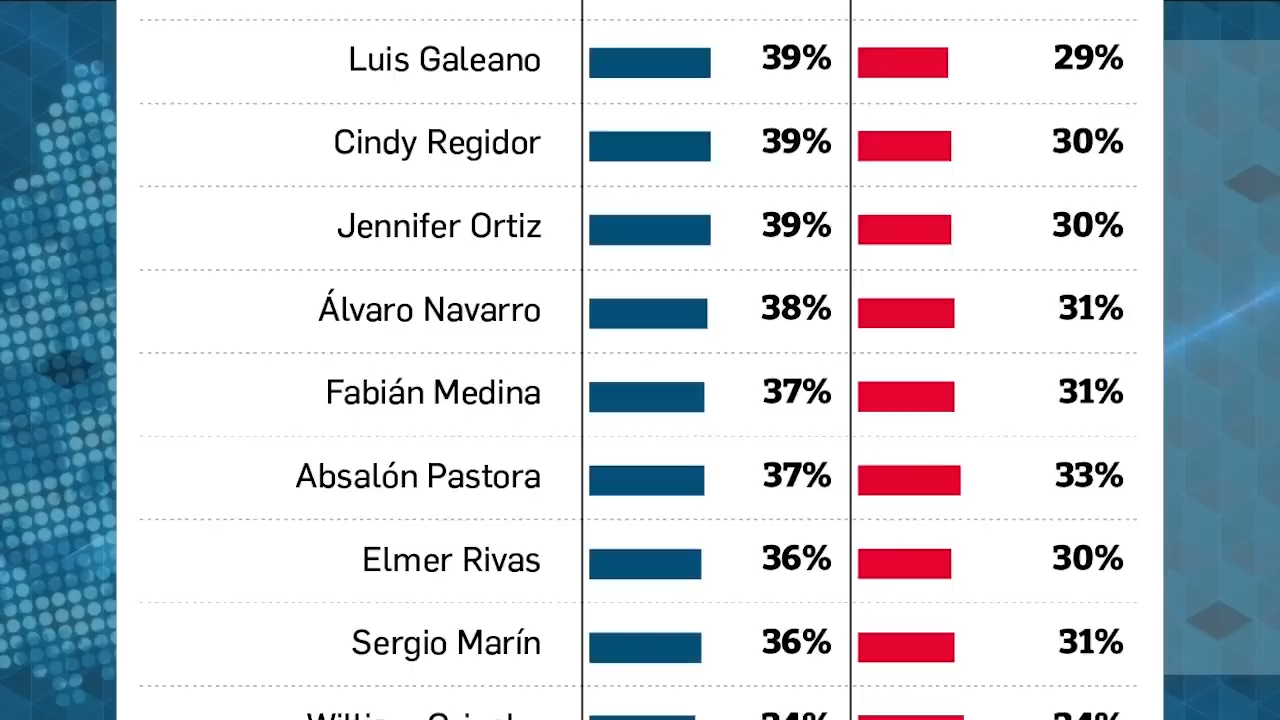 Luis Galeano 39% 29%
Cindy Regidor 39% 30%
Jennifer Ortiz 39% 30%
Álvaro Navarro 38% 31%
Fabián Medina 37% 31%
Absalón Pastora 37% 33%
Elmer Rivas 36% 30%
Sergio Marín 36% 31%